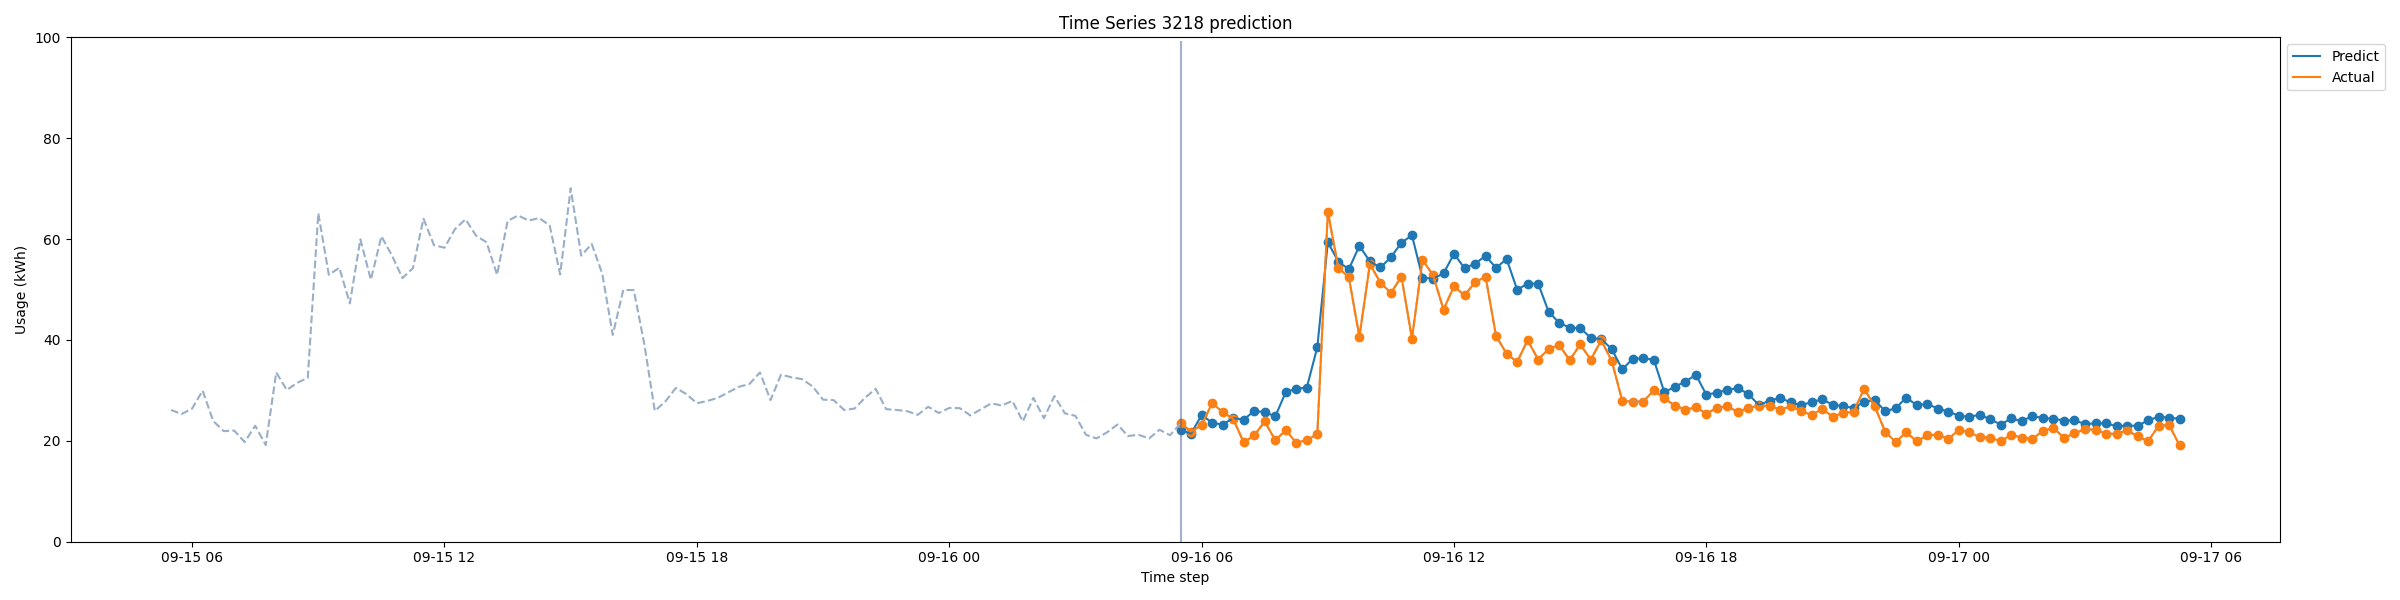 Time Series 3218 prediction
Predict
Actual
Usage (kWh)
100
80
60
40
20
0
09-15 06 09-15 12 09-15 18 09-16 00 09-16 06 09-16 12 09-16 18 09-17 00 09-17 06
Time step